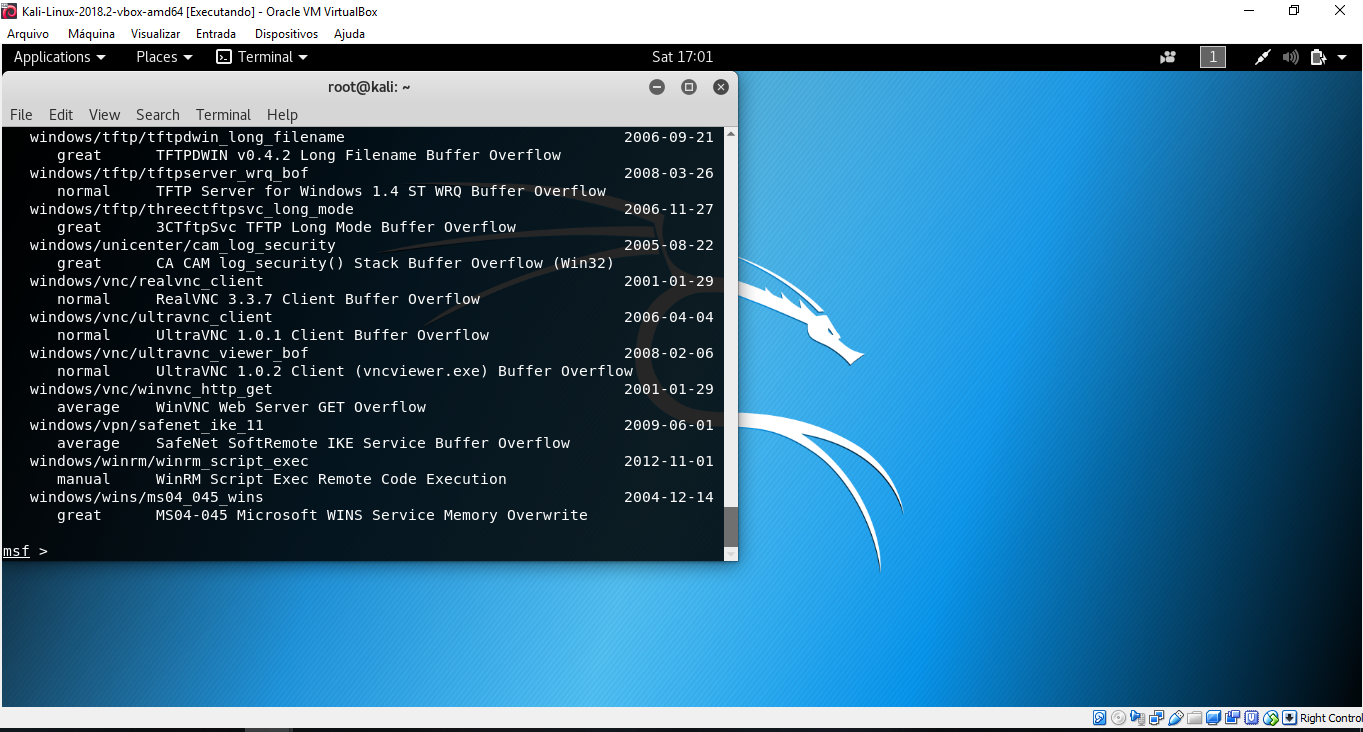 Kali-Linux-2018.2-vbox-amd64 [Executando] - Oracle VM VirtualBox
Arquivo Máquina Visualizar Entrada Dispositivos Ajuda
Applications Places Terminal Sat 17:01 1
root@kali: ~
File Edit View Search Terminal Help
windows/tftp/tftpdwin_long_filename 2006-09-21
great TFTPDWIN v0.4.2 Long Filename Buffer Overflow
windows/tftp/tftpserver_wrq_bof 2008-03-26
normal TFTP Server for Windows 1.4 ST WRQ Buffer Overflow
windows/tftp/threectftpsvc_long_mode 2006-11-27
great 3CTftpSvc TFTP Long Mode Buffer Overflow
windows/unicenter/cam_log_security 2005-08-22
great CA CAM log_security() Stack Buffer Overflow (Win32)
windows/vnc/realvnc_client 2001-01-29
normal RealVNC 3.3.7 Client Buffer Overflow
windows/vnc/ultravnc_client 2006-04-04
normal UltraVNC 1.0.1 Client Buffer Overflow
windows/vnc/ultravnc_viewer_bof 2008-02-06
normal UltraVNC 1.0.2 Client (vncviewer.exe) Buffer Overflow
windows/vnc/winvnc_http_get 2001-01-29
average WinVNC Web Server GET Overflow
windows/vpn/safenet_ike_11 2009-06-01
average SafeNet SoftRemote IKE Service Buffer Overflow
windows/winrm/winrm_script_exec 2012-11-01
manual WinRM Script Exec Remote Code Execution
windows/wins/ms04_045_wins 2004-12-14
great MS04-045 Microsoft WINS Service Memory Overwrite
msf >
Right Control